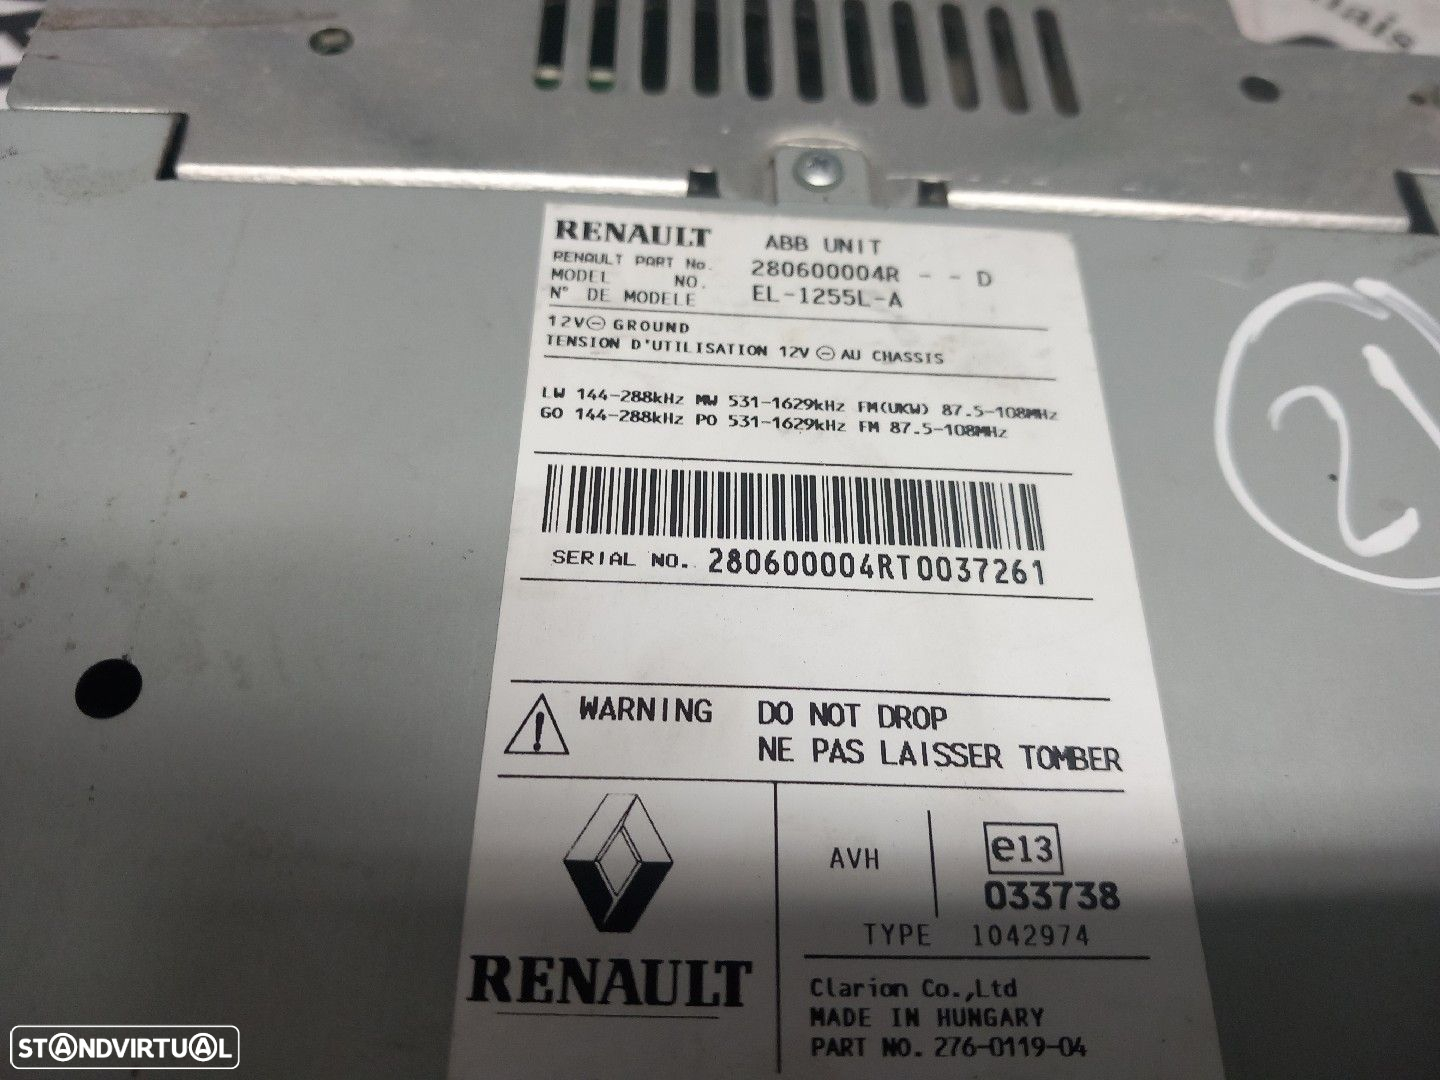 RENAULT ABB UNIT
RENAULT PART No. 280600004R - - D
MODEL NO. EL-1255L-A
N° DE MODELE
12V⊖ GROUND
TENSION D'UTILISATION 12V ⊖ AU CHASSIS
LW 144-288kHz MW 531-1629kHz FM(UKW) 87.5-108MHz
GO 144-288kHz PO 531-1629kHz FM 87.5-108MHz
SERIAL NO. 280600004RT0037261
WARNING DO NOT DROP
NE PAS LAISSER TOMBER
AVH e13
033738
TYPE 1042974
RENAULT
Clarion Co.,Ltd
MADE IN HUNGARY
PART NO. 276-0119-04
21
STANDVIRTUAL